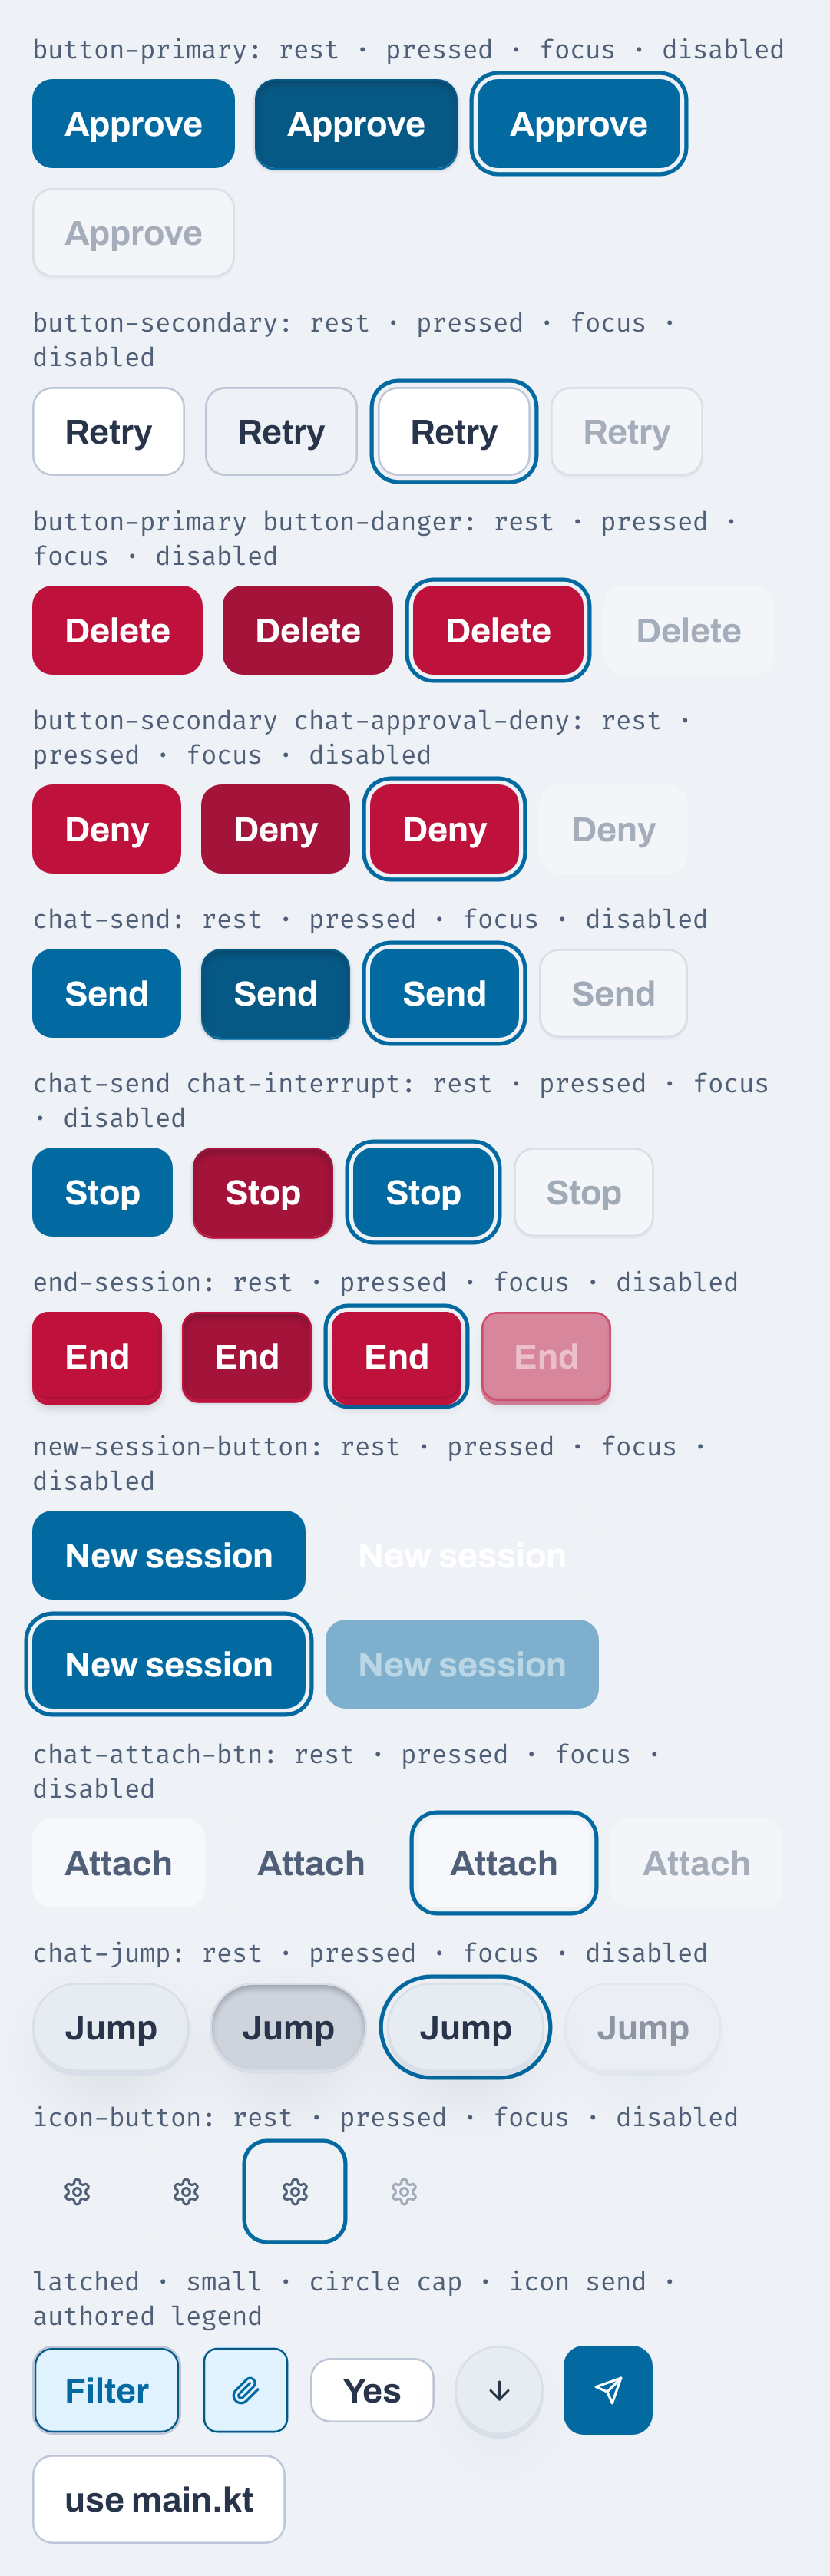 button-primary: rest · pressed · focus · disabled
Approve Approve Approve
Approve
button-secondary: rest · pressed · focus ·
disabled
Retry Retry Retry Retry
button-primary button-danger: rest · pressed ·
focus · disabled
Delete Delete Delete Delete
button-secondary chat-approval-deny: rest ·
pressed · focus · disabled
Deny Deny Deny Deny
chat-send: rest · pressed · focus · disabled
Send Send Send Send
chat-send chat-interrupt: rest · pressed · focus
· disabled
Stop Stop Stop Stop
end-session: rest · pressed · focus · disabled
End End End End
new-session-button: rest · pressed · focus ·
disabled
New session New session
New session New session
chat-attach-btn: rest · pressed · focus ·
disabled
Attach Attach Attach Attach
chat-jump: rest · pressed · focus · disabled
Jump Jump Jump Jump
icon-button: rest · pressed · focus · disabled
latched · small · circle cap · icon send ·
authored legend
Filter Yes
use main.kt